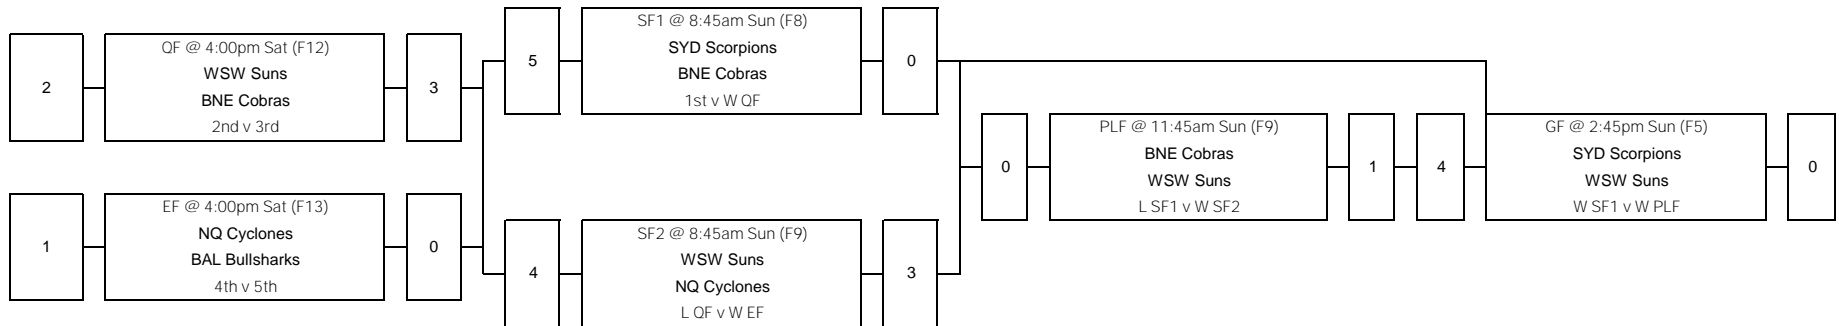 2
QF @ 4:00pm Sat (F12)
WSW Suns
BNE Cobras
2nd v 3rd
3
1
EF @ 4:00pm Sat (F13)
NQ Cyclones
BAL Bullsharks
4th v 5th
0
5
SF1 @ 8:45am Sun (F8)
SYD Scorpions
BNE Cobras
1st v W QF
0
4
SF2 @ 8:45am Sun (F9)
WSW Suns
NQ Cyclones
L QF v W EF
3
0
PLF @ 11:45am Sun (F9)
BNE Cobras
WSW Suns
L SF1 v W SF2
1
4
GF @ 2:45pm Sun (F5)
SYD Scorpions
WSW Suns
W SF1 v W PLF
0